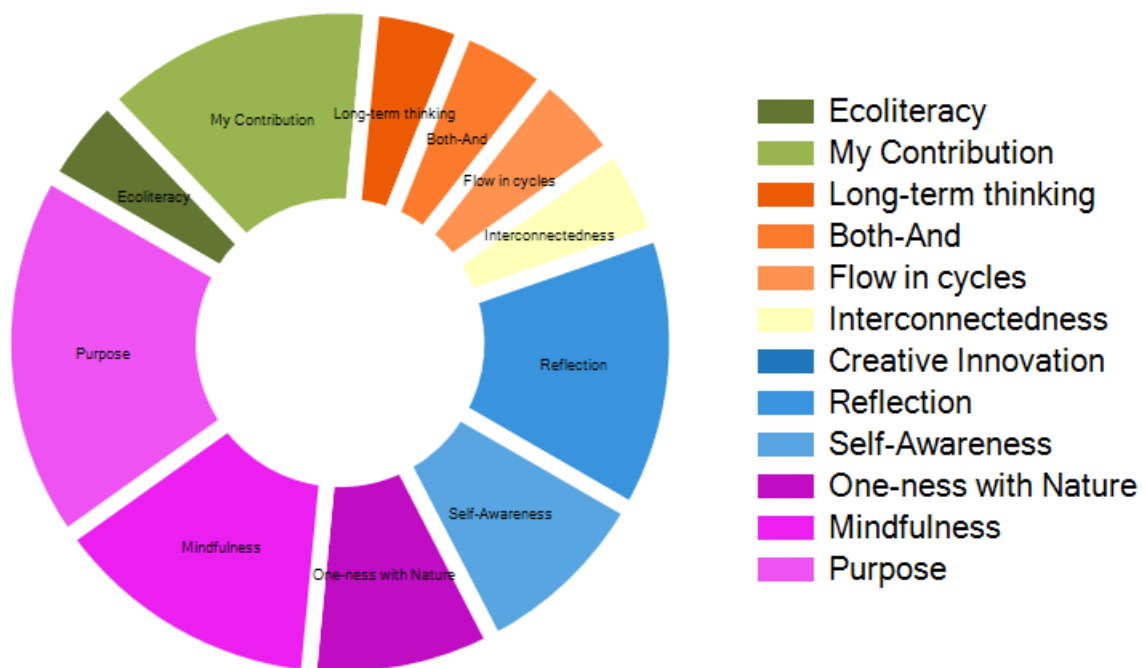 My Contribution
Long-term thinking
Both-And
Flow in cycles
Ecoliteracy
Interconnectedness
Purpose
Reflection
Self-Awareness
Mindfulness
One-ness with Nature
Ecoliteracy
My Contribution
Long-term thinking
Both-And
Flow in cycles
Interconnectedness
Creative Innovation
Reflection
Self-Awareness
One-ness with Nature
Mindfulness
Purpose